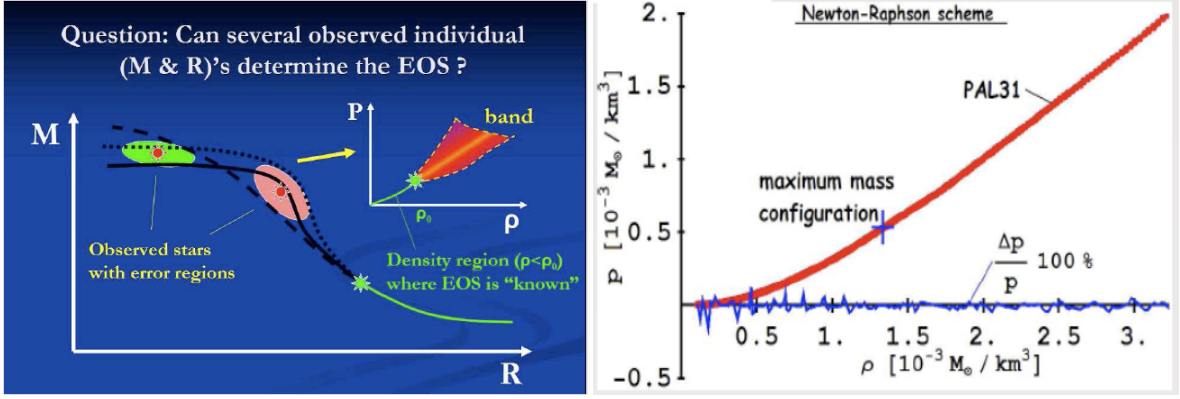 Question: Can several observed individual
(M & R)'s determine the EOS ?
M
P
band
ρ₀
ρ
Observed stars
with error regions
Density region (ρ<ρ₀)
where EOS is “known”
R
Newton-Raphson scheme
2.
1.5
1.0
0.5
-0.5
p [10⁻³ M☉ / km³]
PAL31
maximum mass
configuration
Δp
p
100 %
0.5 1. 1.5 2. 2.5 3.
ρ [10⁻³ M☉ / km³]